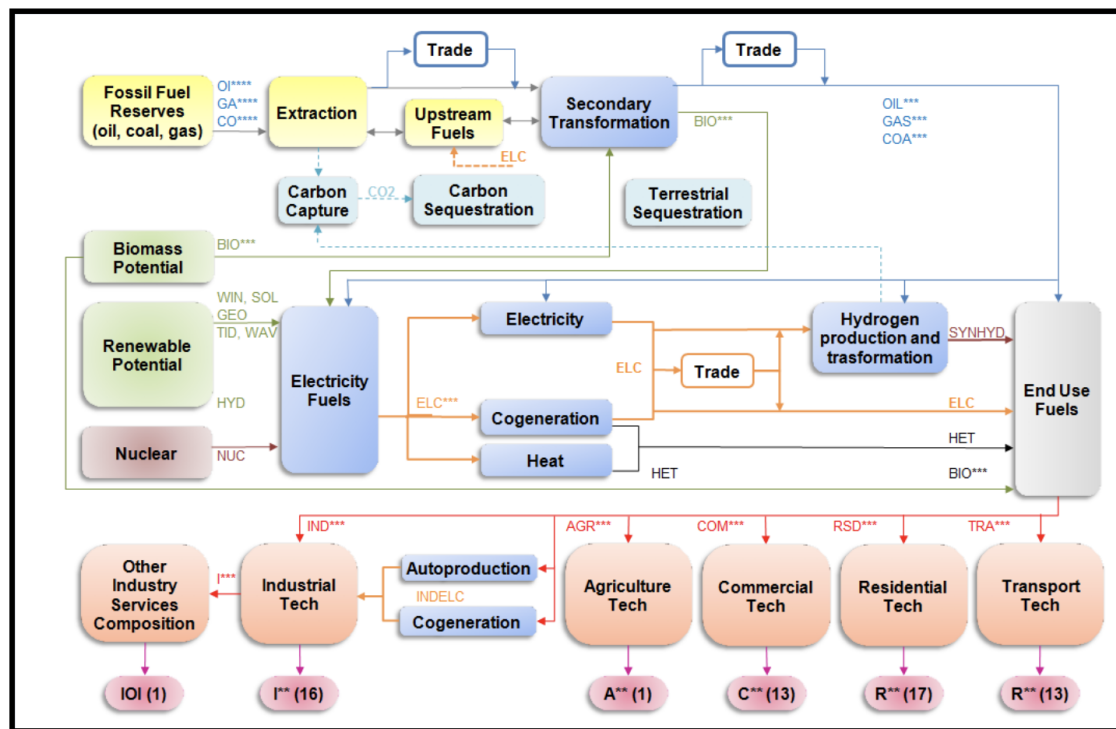 Trade
Trade
Fossil Fuel
Reserves
(oil, coal, gas)
OI****
GA****
CO****
Extraction
Upstream
Fuels
Secondary
Transformation
BIO***
OIL***
GAS***
COA***
ELC
Carbon
Capture
CO2
Carbon
Sequestration
Terrestrial
Sequestration
Biomass
Potential
BIO***
Renewable
Potential
WIN, SOL
GEO
TID, WAV
HYD
Nuclear
NUC
Electricity
Fuels
ELC***
Electricity
Cogeneration
Heat
ELC
Trade
HET
Hydrogen
production and
trasformation
SYNHYD
ELC
HET
BIO***
End Use
Fuels
IND***
AGR***
COM***
RSD***
TRA***
Other
Industry
Services
Composition
I***
Industrial
Tech
Autoproduction
INDELC
Cogeneration
Agriculture
Tech
Commercial
Tech
Residential
Tech
Transport
Tech
IOI (1)
I** (16)
A** (1)
C** (13)
R** (17)
R** (13)